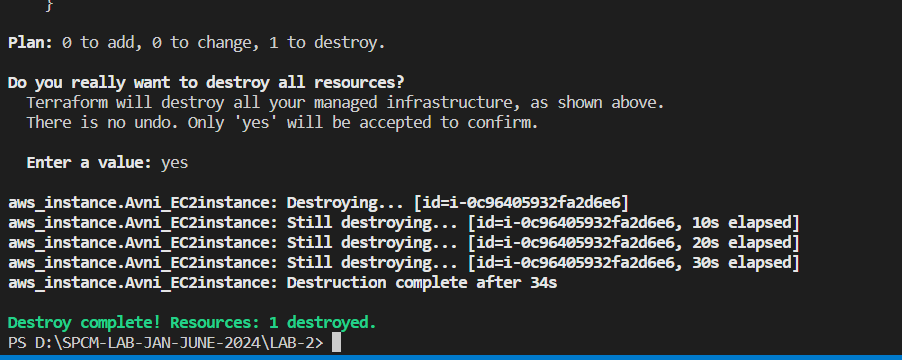 }
Plan: 0 to add, 0 to change, 1 to destroy.
Do you really want to destroy all resources?
Terraform will destroy all your managed infrastructure, as shown above.
There is no undo. Only 'yes' will be accepted to confirm.
Enter a value: yes
aws_instance.Avni_EC2instance: Destroying... [id=i-0c96405932fa2d6e6]
aws_instance.Avni_EC2instance: Still destroying... [id=i-0c96405932fa2d6e6, 10s elapsed]
aws_instance.Avni_EC2instance: Still destroying... [id=i-0c96405932fa2d6e6, 20s elapsed]
aws_instance.Avni_EC2instance: Still destroying... [id=i-0c96405932fa2d6e6, 30s elapsed]
aws_instance.Avni_EC2instance: Destruction complete after 34s
Destroy complete! Resources: 1 destroyed.
PS D:\SPCM-LAB-JAN-JUNE-2024\LAB-2>